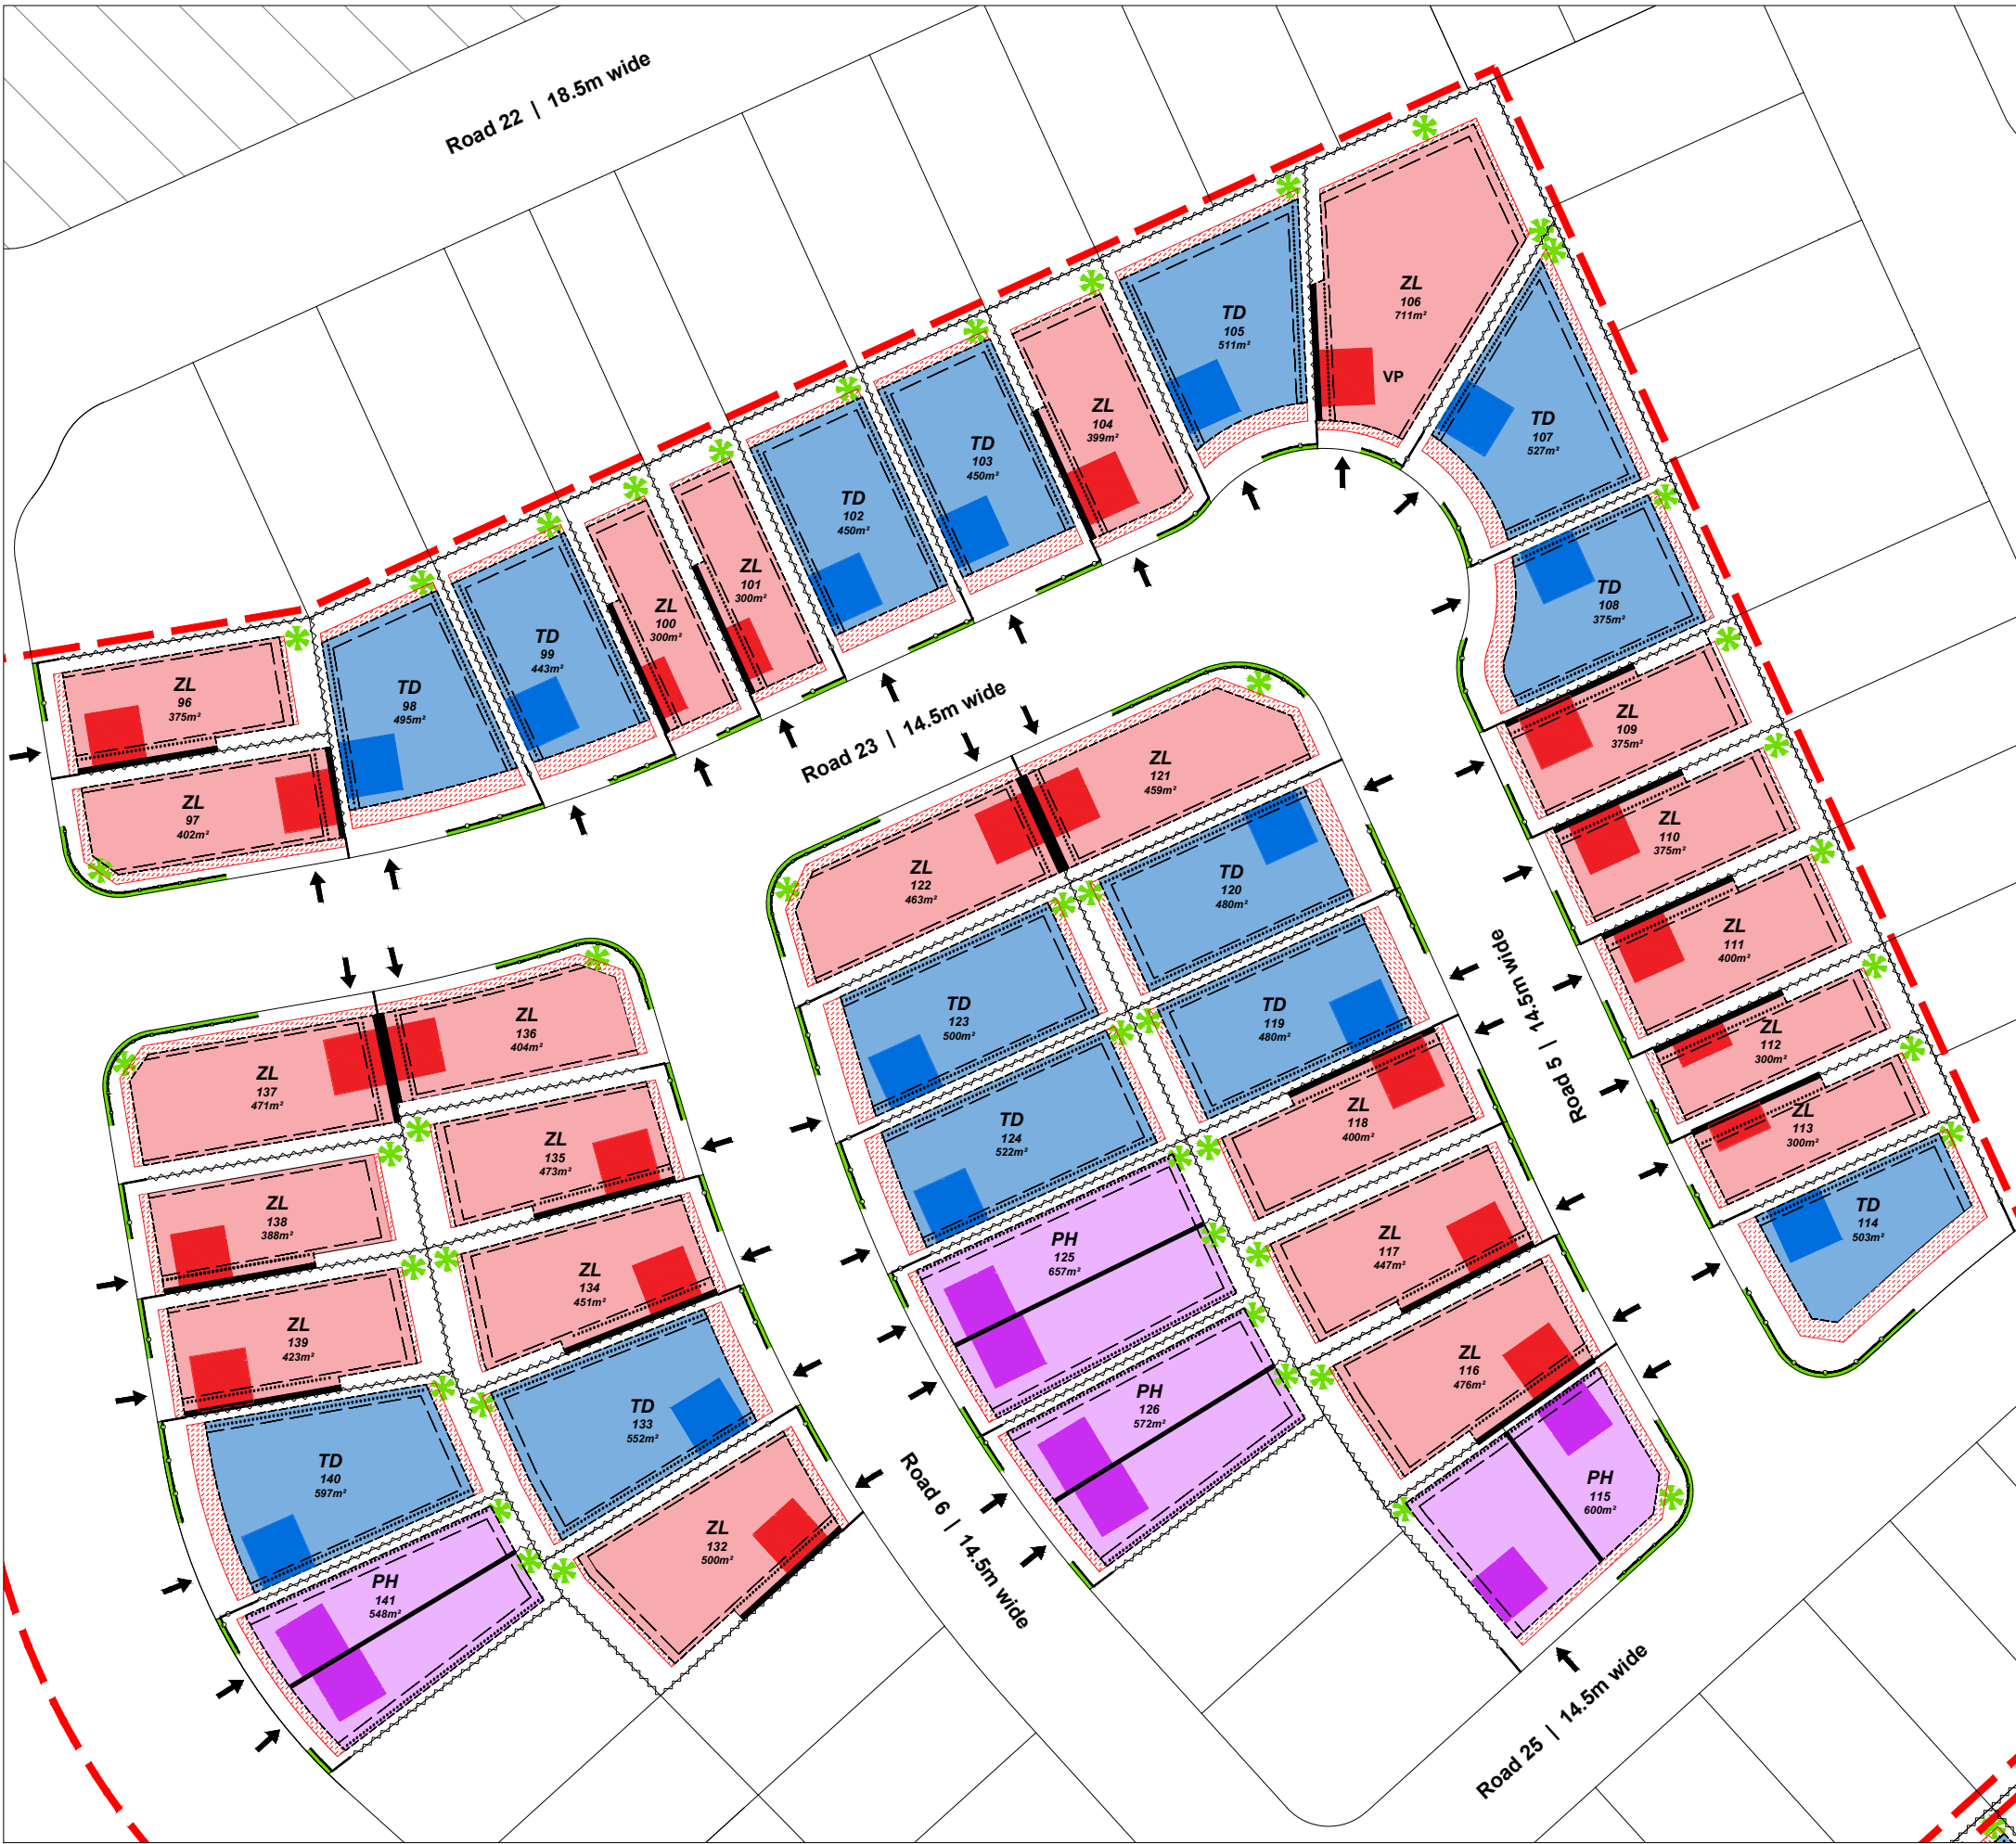 Road 22 | 18.5m wide
ZL
106
711m²
VP
TD
105
511m²
TD
107
527m²
ZL
104
399m²
TD
103
450m²
TD
102
450m²
ZL
101
300m²
ZL
100
300m²
TD
99
443m²
TD
98
495m²
ZL
96
375m²
ZL
97
402m²
TD
108
375m²
ZL
109
375m²
ZL
110
375m²
ZL
111
400m²
ZL
112
300m²
ZL
113
300m²
TD
114
503m²
Road 23 | 14.5m wide
ZL
121
459m²
ZL
122
463m²
TD
120
480m²
TD
123
500m²
TD
119
480m²
TD
124
522m²
ZL
118
400m²
PH
125
657m²
ZL
117
447m²
PH
126
572m²
ZL
116
476m²
PH
115
600m²
Road 5 | 14.5m wide
ZL
136
404m²
ZL
137
471m²
ZL
135
473m²
ZL
138
388m²
ZL
134
451m²
ZL
139
423m²
TD
133
552m²
TD
140
597m²
ZL
132
500m²
PH
141
548m²
Road 6 | 14.5m wide
Road 25 | 14.5m wide